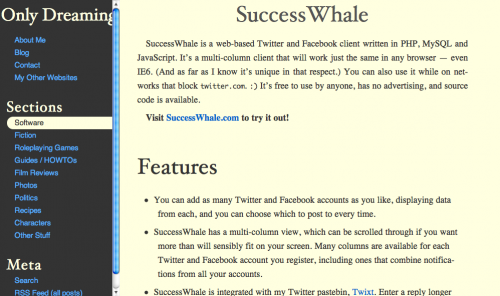 Only Dreaming
About Me
Blog
Contact
My Other Websites
Sections
Software
Fiction
Roleplaying Games
Guides / HOWTOs
Film Reviews
Photos
Politics
Recipes
Characters
Other Stuff
Meta
Search
RSS Feed (all posts)
SuccessWhale
SuccessWhale is a web-based Twitter and Facebook client written in PHP, MySQL and
JavaScript. It's a multi-column client that will work just the same in any browser — even
IE6. (And as far as I know it's unique in that respect.) You can also use it while on net-
works that block twitter.com. :) It's free to use by anyone, has no advertising, and source
code is available.
Visit SuccessWhale.com to try it out!
Features
• You can add as many Twitter and Facebook accounts as you like, displaying data
from each, and you can choose which to post to every time.
• SuccessWhale has a multi-column view, which can be scrolled through if you want
more than will sensibly fit on your screen. Many columns are available for each
Twitter and Facebook account you register, including ones that combine notifica-
tions from all your accounts.
• SuccessWhale is integrated with my Twitter pastebin, Twixt. Enter a reply longer